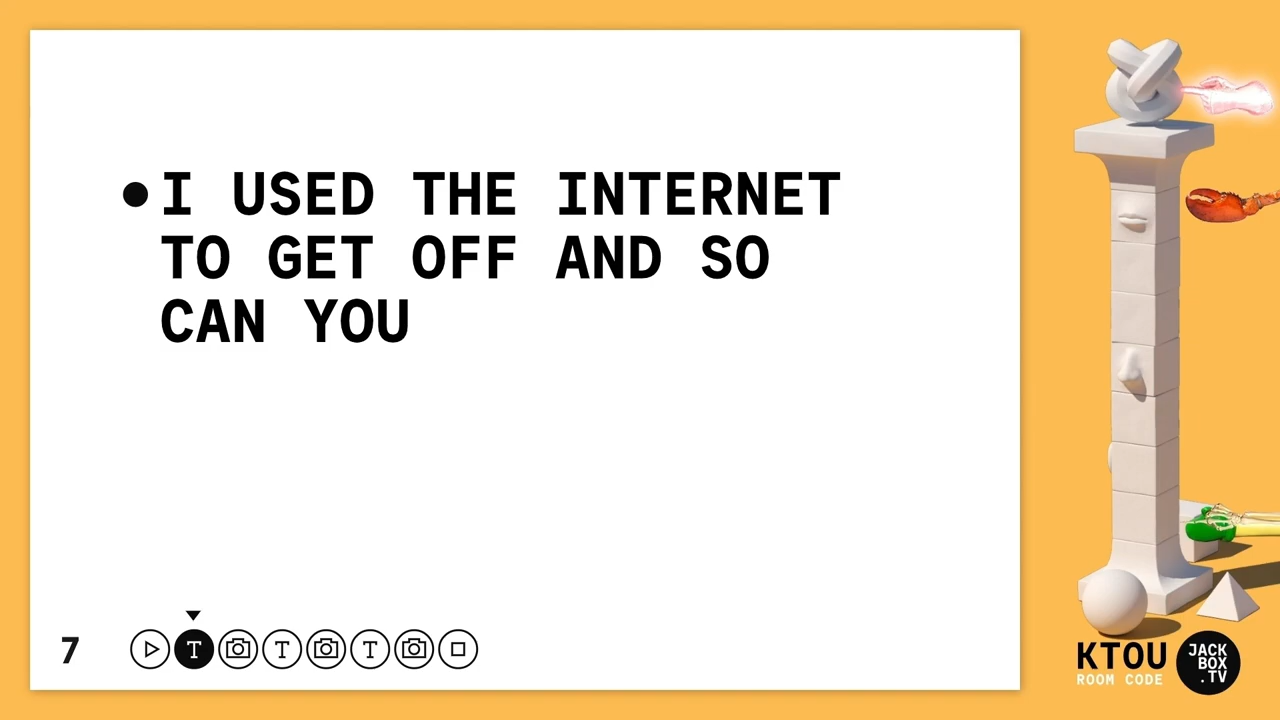 • I USED THE INTERNET
TO GET OFF AND SO
CAN YOU
7
T T T
KTOU
ROOM CODE
JACK
BOX
.TV